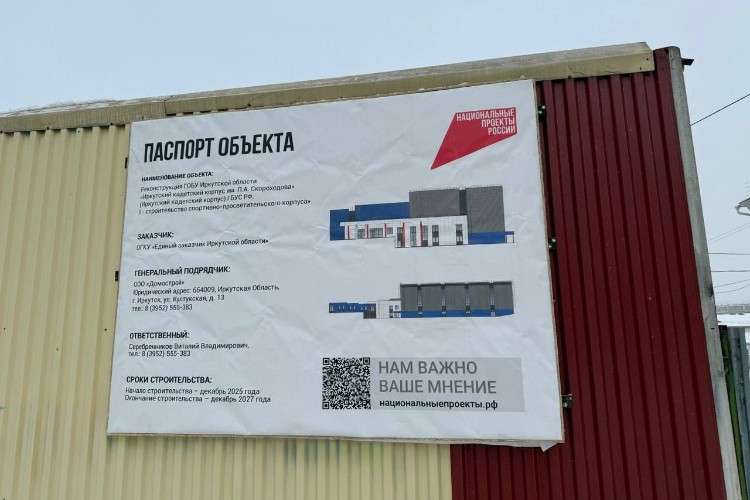 ПАСПОРТ ОБЪЕКТА
НАЦИОНАЛЬНЫЕ
ПРОЕКТЫ
РОССИИ
НАИМЕНОВАНИЕ ОБЪЕКТА:
Реконструкция ГОБУ Иркутской области
«Иркутский кадетский корпус им. П.А. Скороходова»
(Иркутский кадетский корпус) ГБУС РФ.
I - строительство спортивно-просветительского корпуса»
ЗАКАЗЧИК:
ОГКУ «Единый заказчик Иркутской области»
ГЕНЕРАЛЬНЫЙ ПОДРЯДЧИК:
ООО «Домострой»
Юридический адрес: 664009, Иркутская Область,
г. Иркутск, ул. Култукская, д. 13
тел: 8 (3952) 555-383
ОТВЕТСТВЕННЫЙ:
Серебренников Виталий Владимирович,
тел.: 8 (3952) 555-383
СРОКИ СТРОИТЕЛЬСТВА:
Начало строительства – декабрь 2025 года
Окончание строительства – декабрь 2027 года
НАМ ВАЖНО
ВАШЕ МНЕНИЕ
национальныепроекты.рф